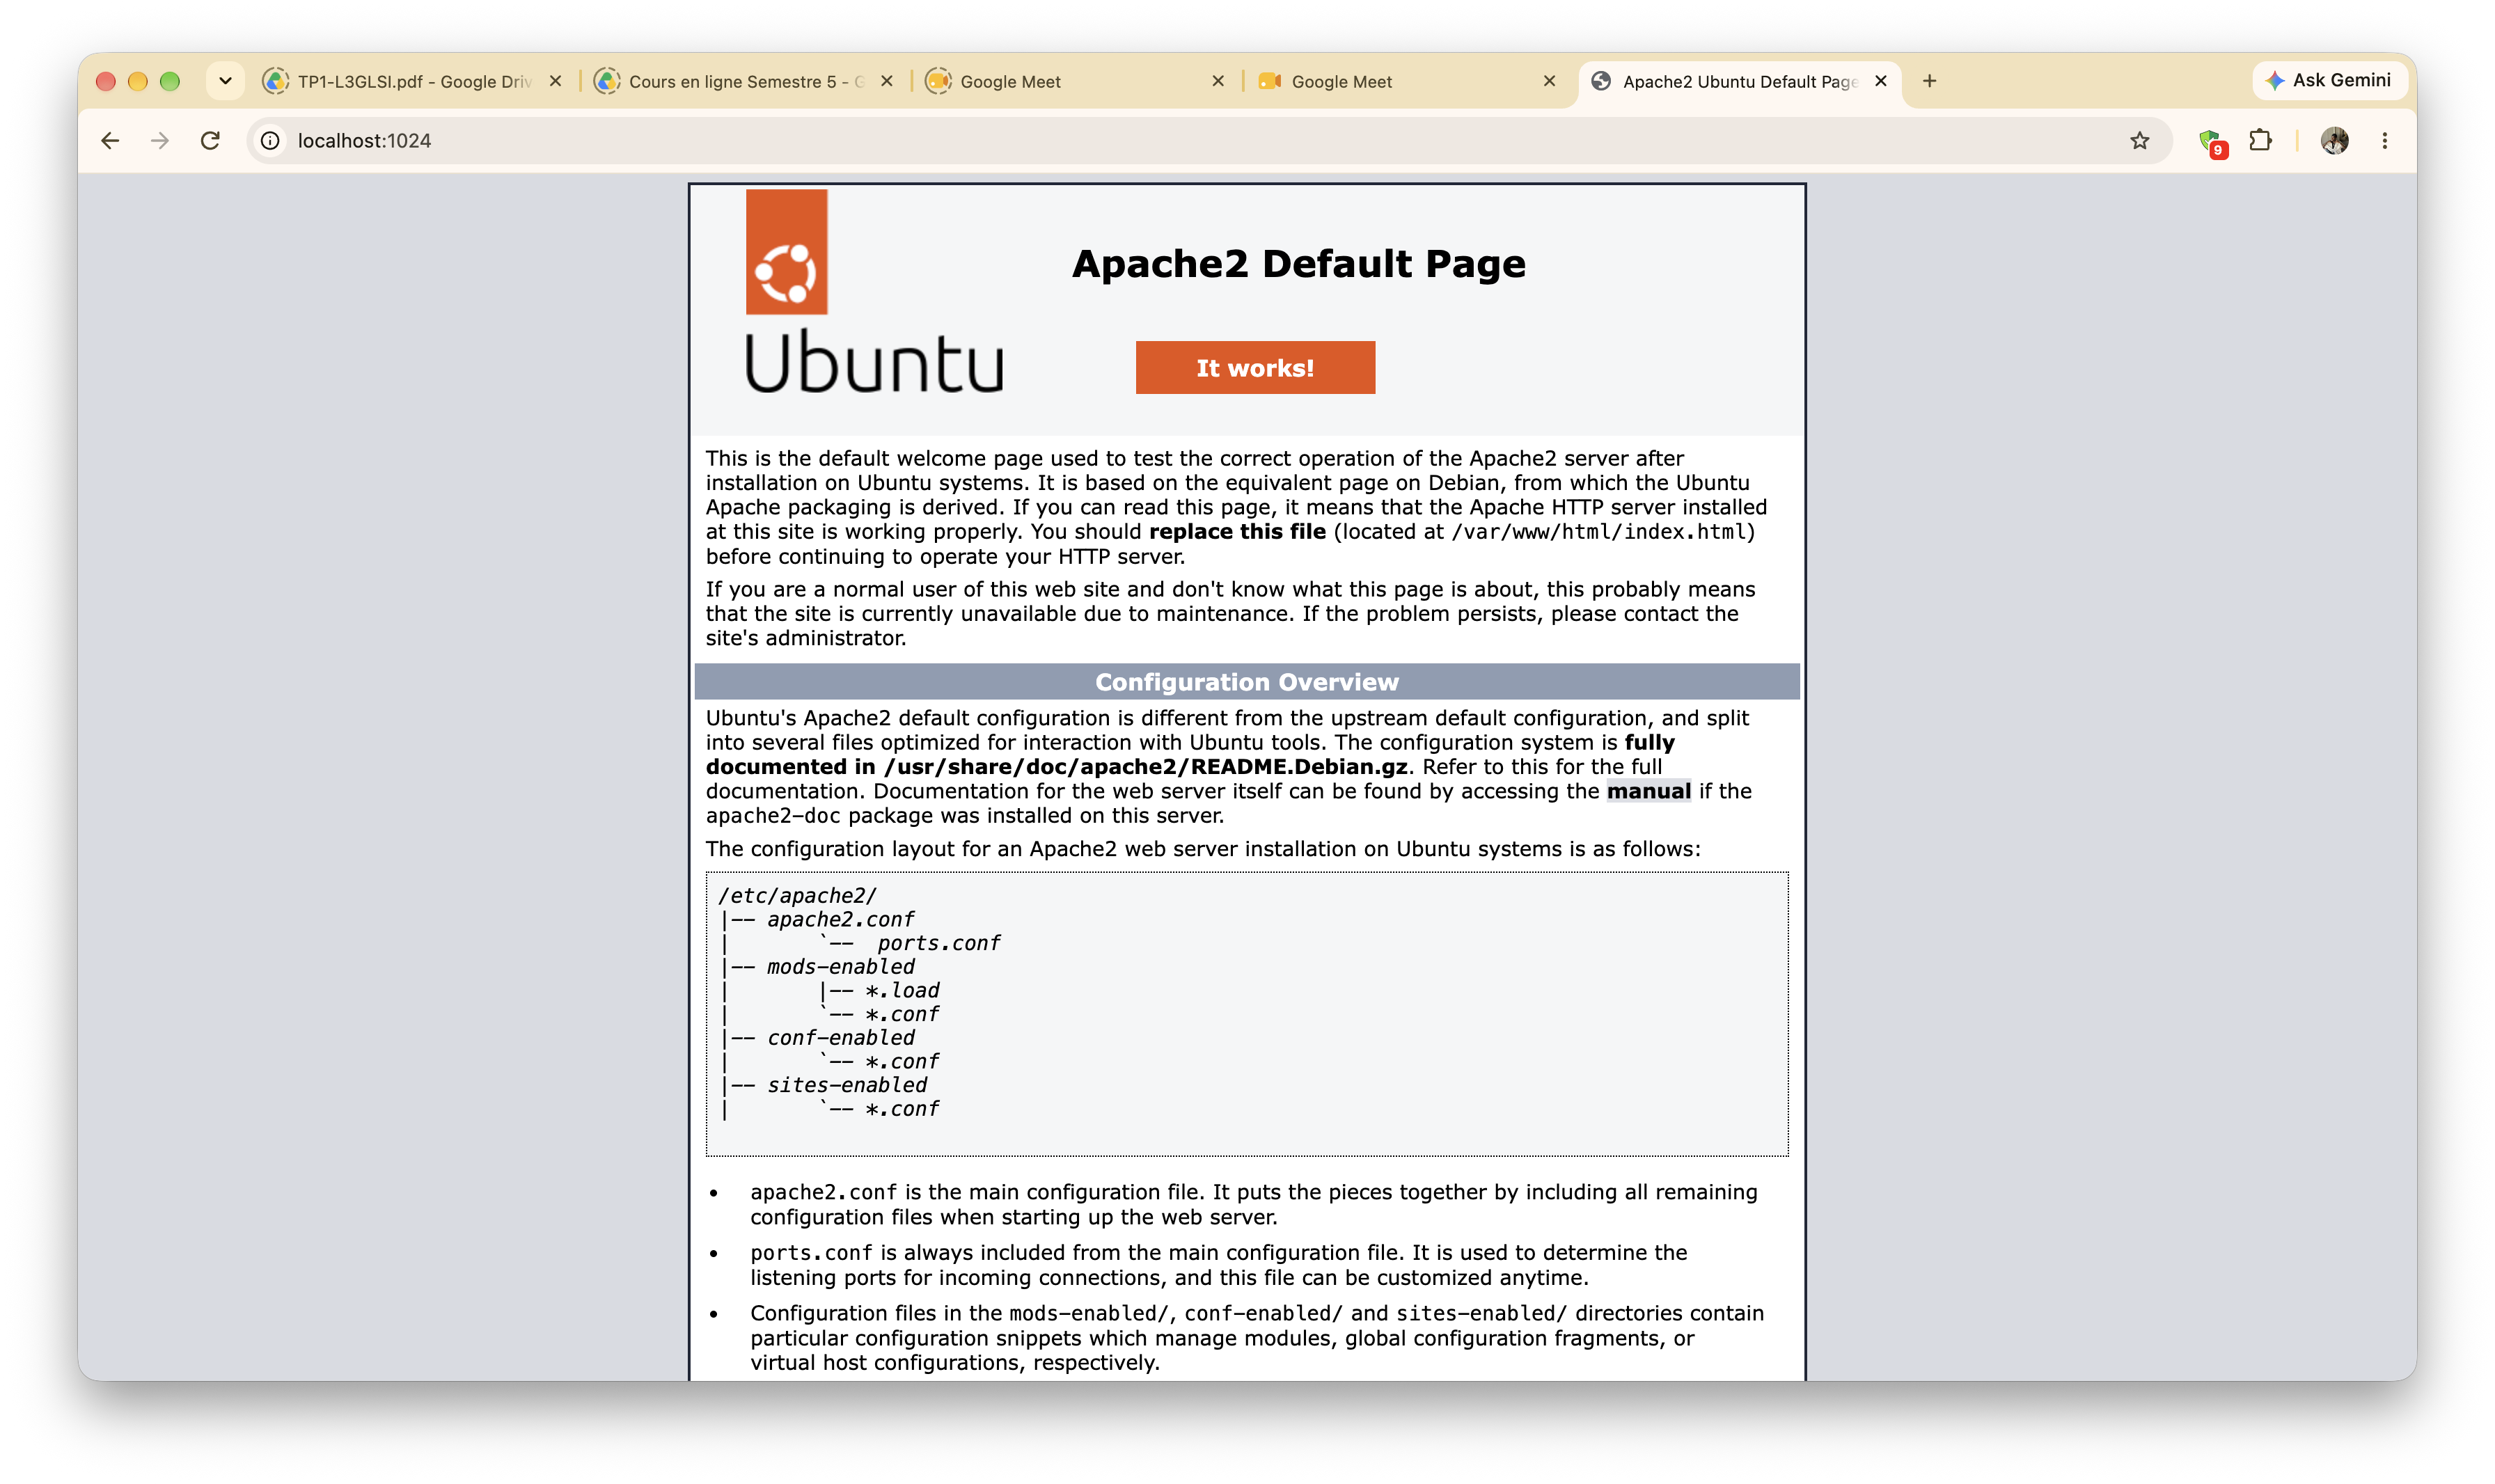 TP1-L3GLSI.pdf - Google Driv
Cours en ligne Semestre 5 - G
Google Meet
Google Meet
Apache2 Ubuntu Default Page
Ask Gemini
localhost:1024
9
Apache2 Default Page
Ubuntu
It works!
This is the default welcome page used to test the correct operation of the Apache2 server after
installation on Ubuntu systems. It is based on the equivalent page on Debian, from which the Ubuntu
Apache packaging is derived. If you can read this page, it means that the Apache HTTP server installed
at this site is working properly. You should replace this file (located at /var/www/html/index.html)
before continuing to operate your HTTP server.
If you are a normal user of this web site and don't know what this page is about, this probably means
that the site is currently unavailable due to maintenance. If the problem persists, please contact the
site's administrator.
Configuration Overview
Ubuntu's Apache2 default configuration is different from the upstream default configuration, and split
into several files optimized for interaction with Ubuntu tools. The configuration system is fully
documented in /usr/share/doc/apache2/README.Debian.gz. Refer to this for the full
documentation. Documentation for the web server itself can be found by accessing the manual if the
apache2-doc package was installed on this server.
The configuration layout for an Apache2 web server installation on Ubuntu systems is as follows:
/etc/apache2/
|-- apache2.conf
|       `--  ports.conf
|-- mods-enabled
|       |-- *.load
|       `-- *.conf
|-- conf-enabled
|       `-- *.conf
|-- sites-enabled
|       `-- *.conf
• apache2.conf is the main configuration file. It puts the pieces together by including all remaining
configuration files when starting up the web server.
• ports.conf is always included from the main configuration file. It is used to determine the
listening ports for incoming connections, and this file can be customized anytime.
• Configuration files in the mods-enabled/, conf-enabled/ and sites-enabled/ directories contain
particular configuration snippets which manage modules, global configuration fragments, or
virtual host configurations, respectively.